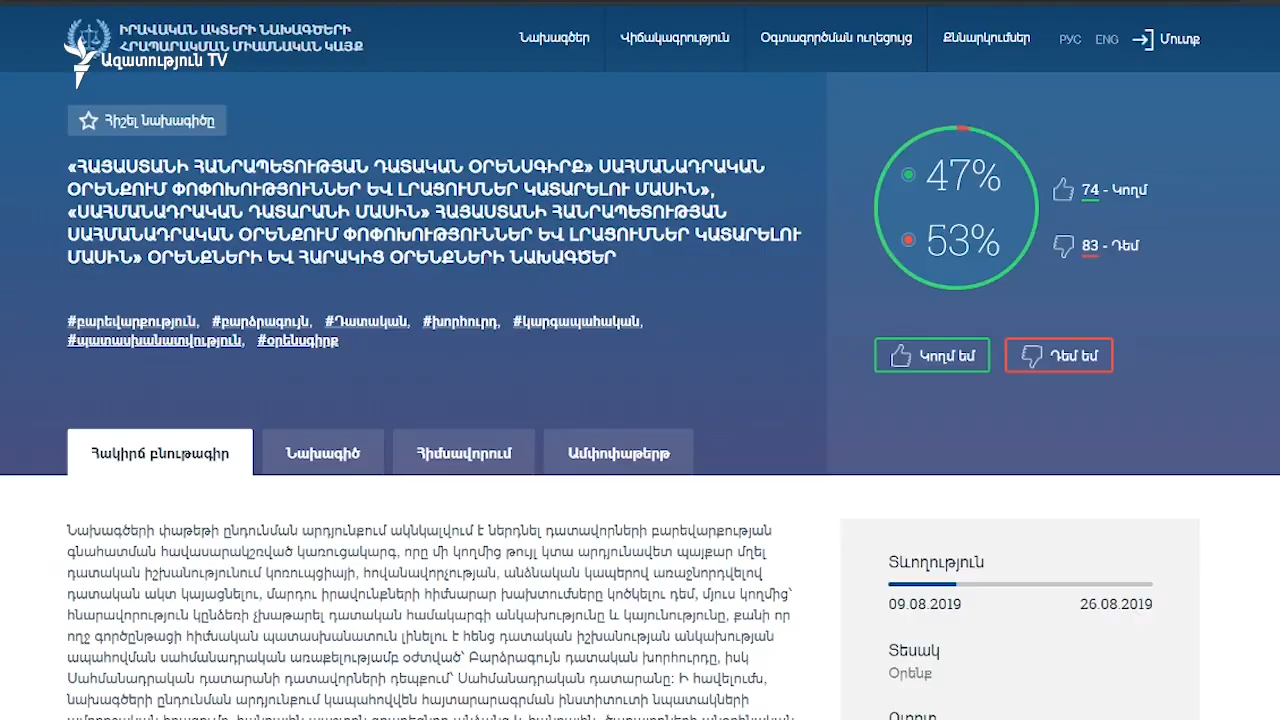 ԻՐԱՎԱԿԱՆ ԱԿՏԵՐԻ ՆԱԽԱԳԾԵՐԻ
ՀՐԱՊԱՐԱԿՄԱՆ ՄԻԱՍՆԱԿԱՆ ԿԱՅՔ
Ազատություն TV
Նախագծեր
Վիճակագրություն
Օգտագործման ուղեցույց
Քննարկումներ
РУС
ENG
Մուտք
Հիշել նախագիծը
«ՀԱՅԱՍՏԱՆԻ ՀԱՆՐԱՊԵՏՈՒԹՅԱՆ ԴԱՏԱԿԱՆ ՕՐԵՆՍԳԻՐՔ» ՍԱՀՄԱՆԱԴՐԱԿԱՆ
ՕՐԵՆՔՈՒՄ ՓՈՓՈԽՈՒԹՅՈՒՆՆԵՐ ԵՎ ԼՐԱՑՈՒՄՆԵՐ ԿԱՏԱՐԵԼՈՒ ՄԱՍԻՆ»,
«ՍԱՀՄԱՆԱԴՐԱԿԱՆ ԴԱՏԱՐԱՆԻ ՄԱՍԻՆ» ՀԱՅԱՍՏԱՆԻ ՀԱՆՐԱՊԵՏՈՒԹՅԱՆ
ՍԱՀՄԱՆԱԴՐԱԿԱՆ ՕՐԵՆՔՈՒՄ ՓՈՓՈԽՈՒԹՅՈՒՆՆԵՐ ԵՎ ԼՐԱՑՈՒՄՆԵՐ ԿԱՏԱՐԵԼՈՒ
ՄԱՍԻՆ» ՕՐԵՆՔՆԵՐԻ ԵՎ ՀԱՐԱԿԻՑ ՕՐԵՆՔՆԵՐԻ ՆԱԽԱԳԾԵՐ
#բարեվարքություն, #բարձրագույն, #Դատական, #խորհուրդ, #կարգապահական,
#պատասխանատվություն, #օրենսգիրք
47%
53%
74 - Կողմ
83 - Դեմ
Կողմ եմ
Դեմ եմ
Հակիրճ բնութագիր
Նախագիծ
Հիմնավորում
Ամփոփաթերթ
Նախագծերի փաթեթի ընդունման արդյունքում ակնկալվում է ներդնել դատավորների բարեվարքության
գնահատման հավասարակշռված կառուցակարգ, որը մի կողմից թույլ կտա արդյունավետ պայքար մղել
դատական իշխանությունում կոռուպցիայի, հովանավորչության, անձնական կապերով առաջնորդվելով
դատական ակտ կայացնելու, մարդու իրավունքների հիմնարար խախտումները կոծկելու դեմ, մյուս կողմից՝
հնարավորություն կընձեռի չխաթարել դատական համակարգի անկախությունը և կայունությունը, քանի որ
ողջ գործընթացի հիմնական պատասխանատուն լինելու է հենց դատական իշխանության անկախության
ապահովման սահմանադրական առաքելությամբ օժտված՝ Բարձրագույն դատական խորհուրդը, իսկ
Սահմանադրական դատարանի դատավորների դեպքում՝ Սահմանադրական դատարանը: Ի հավելումն,
նախագծերի ընդունման արդյունքում կապահովվեն հայտարարագրման ինստիտուտի նպատակների
Տևողություն
09.08.2019
26.08.2019
Տեսակ
Օրենք